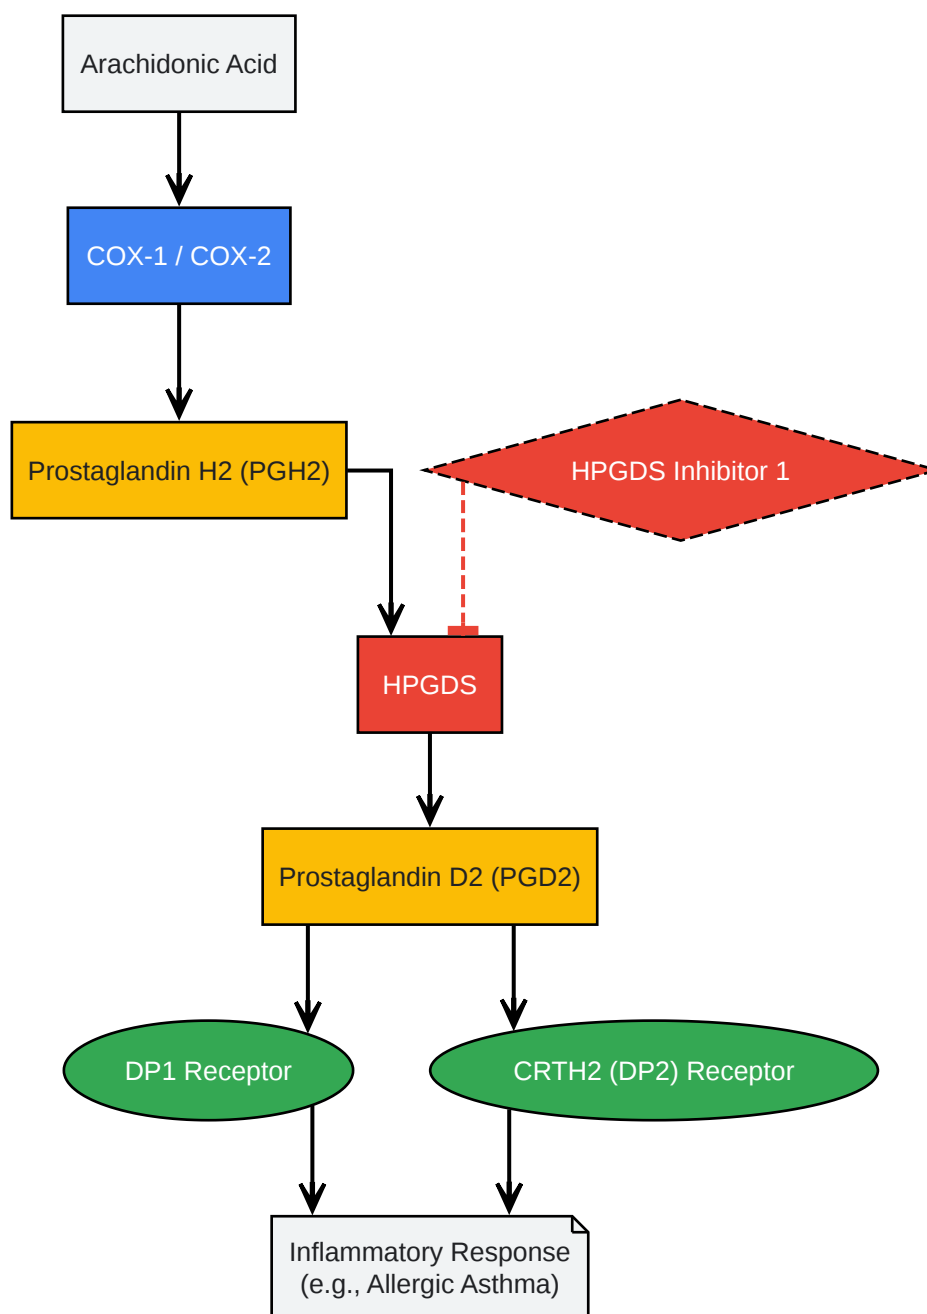 Arachidonic Acid
COX-1 / COX-2
Prostaglandin H2 (PGH2)
HPGDS Inhibitor 1
HPGDS
Prostaglandin D2 (PGD2)
DP1 Receptor
CRTH2 (DP2) Receptor
Inflammatory Response
(e.g., Allergic Asthma)